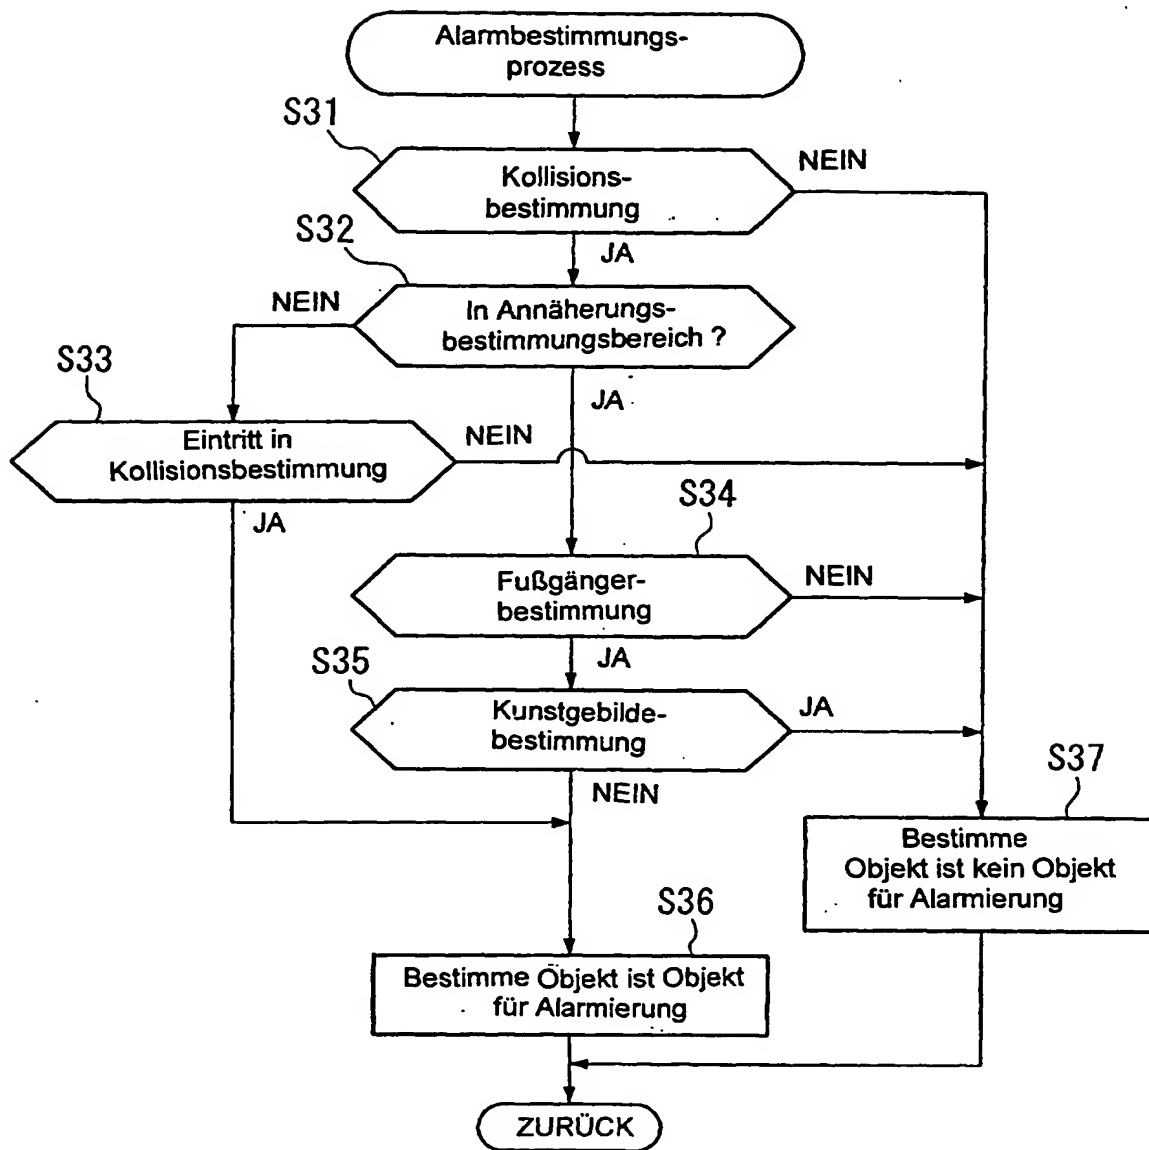 Alarmbestimmungs-
prozess
S31
Kollisions-
bestimmung
NEIN
JA
S32
In Annäherungs-
bestimmungsbereich ?
NEIN
JA
S33
Eintritt in
Kollisionsbestimmung
NEIN
JA
S34
Fußgänger-
bestimmung
NEIN
JA
S35
Kunstgebilde-
bestimmung
JA
NEIN
S37
Bestimme
Objekt ist kein Objekt
für Alarmierung
S36
Bestimme Objekt ist Objekt
für Alarmierung
ZURÜCK